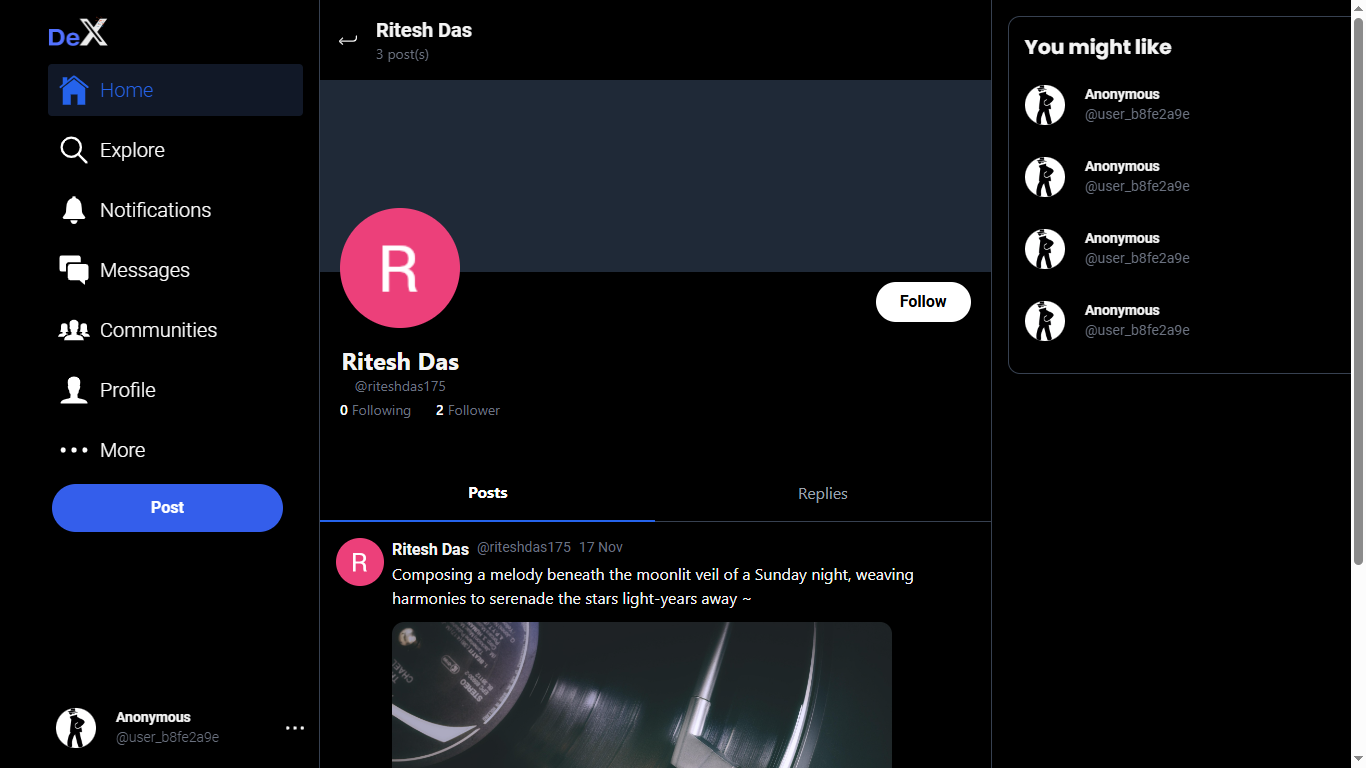 DeX
Home
Explore
Notifications
Messages
Communities
Profile
More
Post
Anonymous
@user_b8fe2a9e
Ritesh Das
3 post(s)
R
Follow
Ritesh Das
@riteshdas175
0 Following 2 Follower
Posts Replies
R
Ritesh Das @riteshdas175 17 Nov
Composing a melody beneath the moonlit veil of a Sunday night, weaving
harmonies to serenade the stars light-years away ~
STEREO
You might like
Anonymous
@user_b8fe2a9e
Anonymous
@user_b8fe2a9e
Anonymous
@user_b8fe2a9e
Anonymous
@user_b8fe2a9e